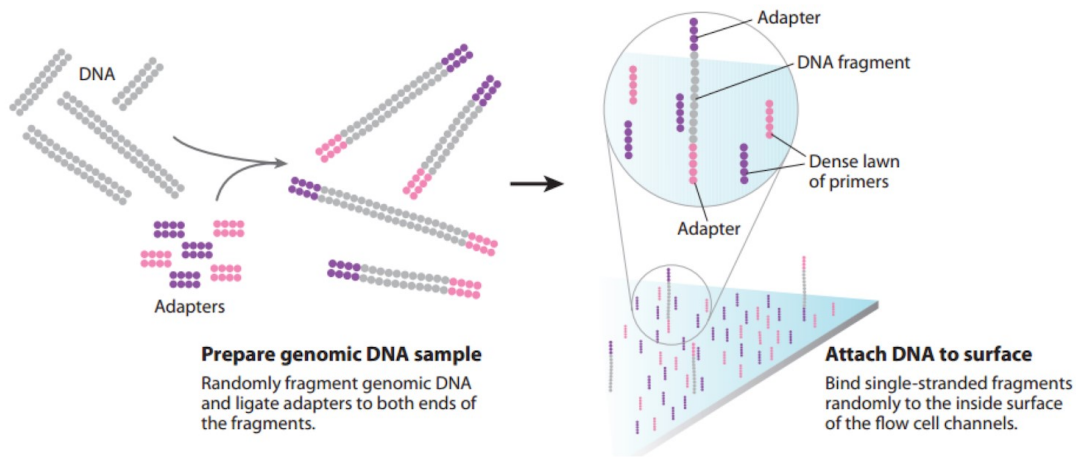 DNA
Adapters
Prepare genomic DNA sample
Randomly fragment genomic DNA
and ligate adapters to both ends of
the fragments.
Adapter
DNA fragment
Dense lawn
of primers
Adapter
Attach DNA to surface
Bind single-stranded fragments
randomly to the inside surface
of the flow cell channels.